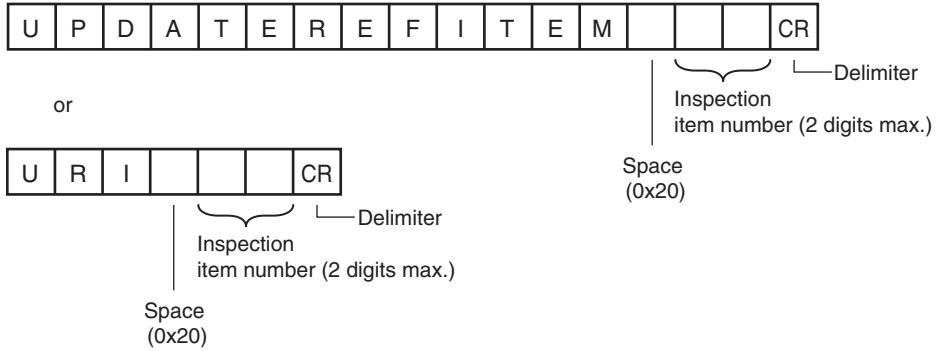 U P D A T E R E F I T E M CR
Delimiter
Inspection
item number (2 digits max.)
Space
(0x20)
or
U R I CR
Delimiter
Inspection
item number (2 digits max.)
Space
(0x20)